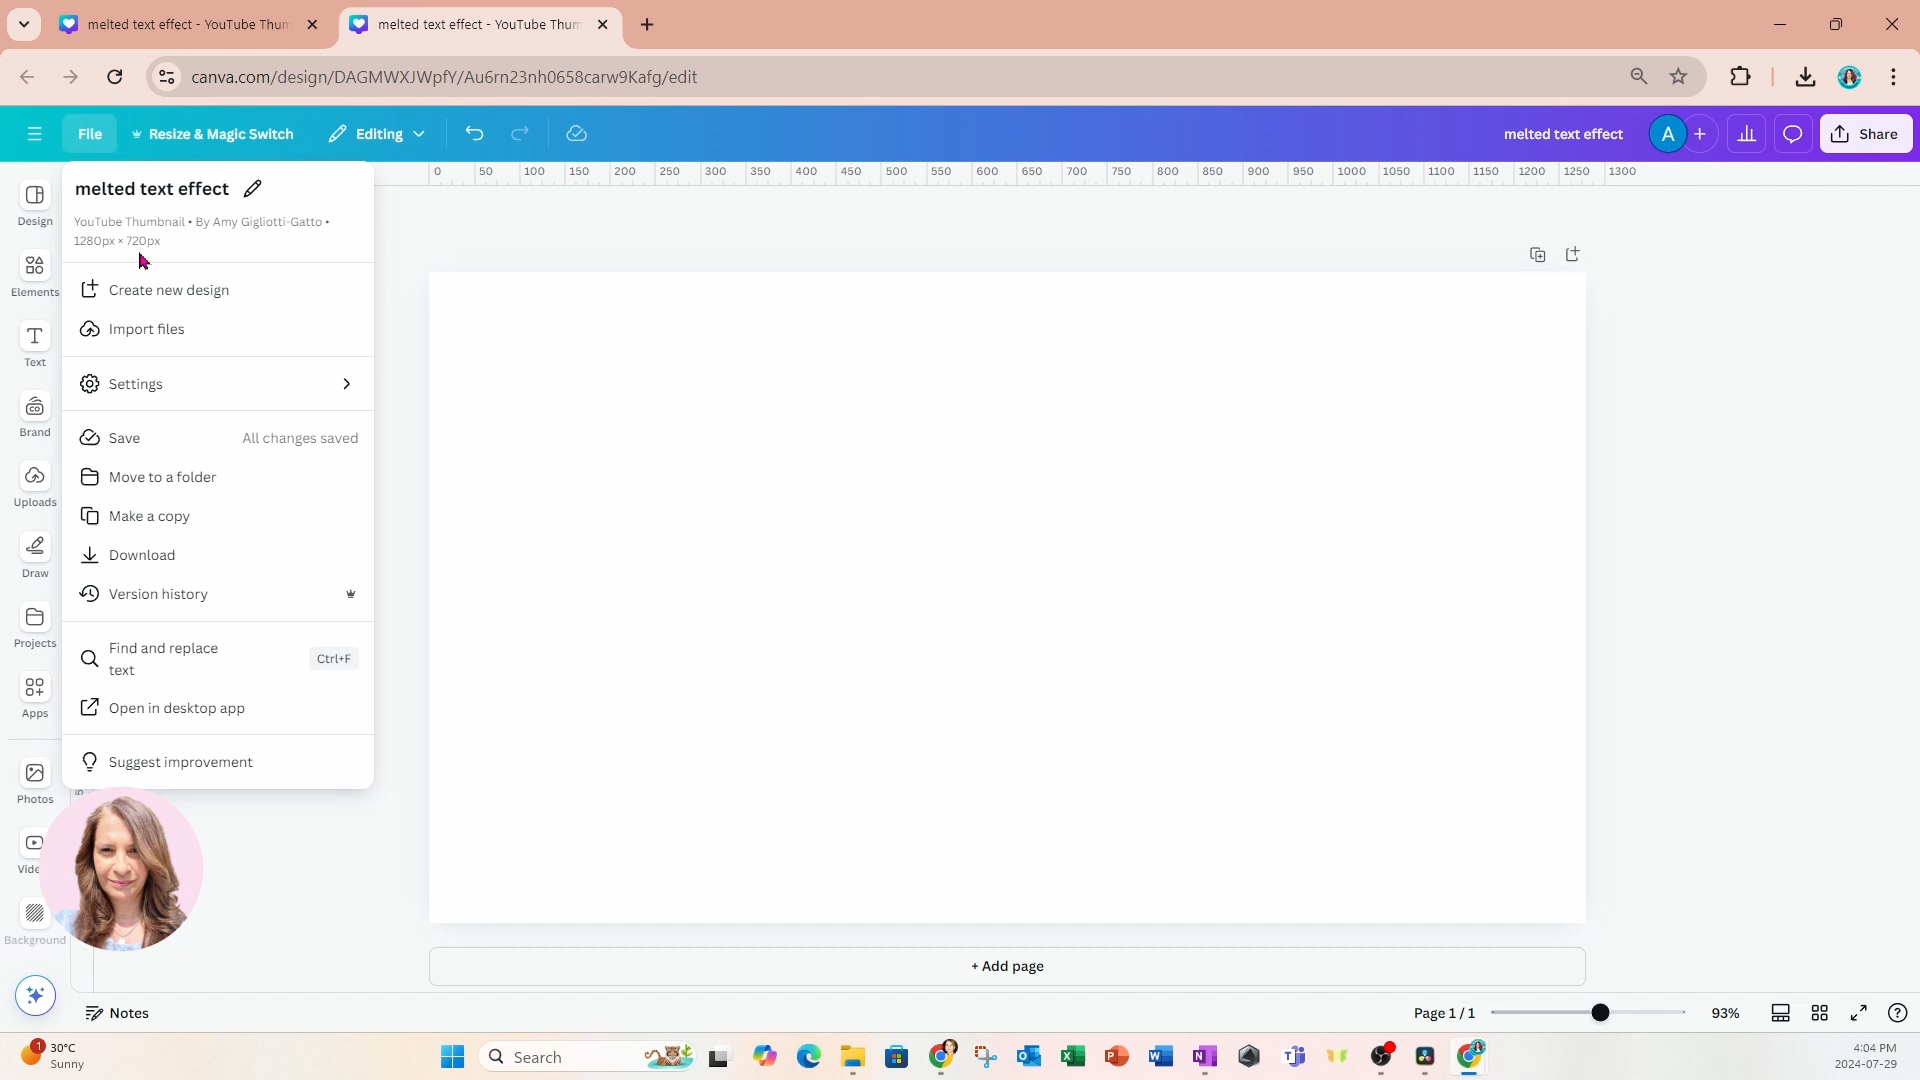 melted text effect - YouTube Thum
melted text effect - YouTube Thum
canva.com/design/DAGMWXJWpfY/Au6rn23nh0658carw9Kafg/edit
File
Resize & Magic Switch
Editing
melted text effect
A
Share
0 50 100 150 200 250 300 350 400 450 500 550 600 650 700 750 800 850 900 950 1000 1050 1100 1150 1200 1250 1300
Design
Elements
Text
Brand
Uploads
Draw
Projects
Apps
Photos
Vide
Background
melted text effect
YouTube Thumbnail • By Amy Gigliotti-Gatto •
1280px × 720px
Create new design
Import files
Settings
Save All changes saved
Move to a folder
Make a copy
Download
Version history
Find and replace
text
Ctrl+F
Open in desktop app
Suggest improvement
+ Add page
Notes
Page 1 / 1
93%
1
30°C
Sunny
Search
4:04 PM
2024-07-29